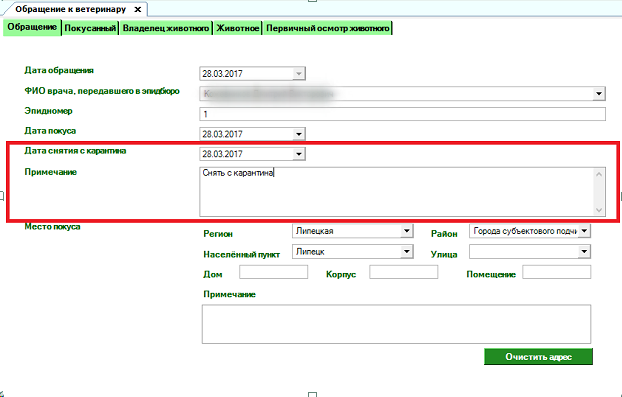 Обращение к ветеринару
Обращение Покусанный Владелец животного Животное Первичный осмотр животного
Дата обращения 28.03.2017
ФИО врача, передавшего в эпидбюро
Эпидномер 1
Дата покуса 28.03.2017
Дата снятия с карантина 28.03.2017
Примечание Снять с карантина
Место покуса
Регион Липецкая Район Города субъектового подчи
Населённый пункт Липецк Улица
Дом Корпус Помещение
Примечание
Очистить адрес